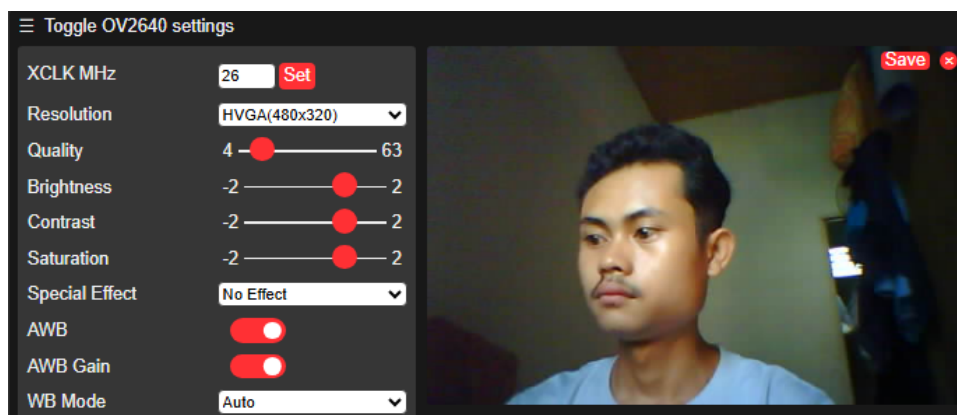 ☰ Toggle OV2640 settings
Save ×
XCLK MHz 26 Set
Resolution HVGA(480x320)
Quality 4 63
Brightness -2 2
Contrast -2 2
Saturation -2 2
Special Effect No Effect
AWB
AWB Gain
WB Mode Auto